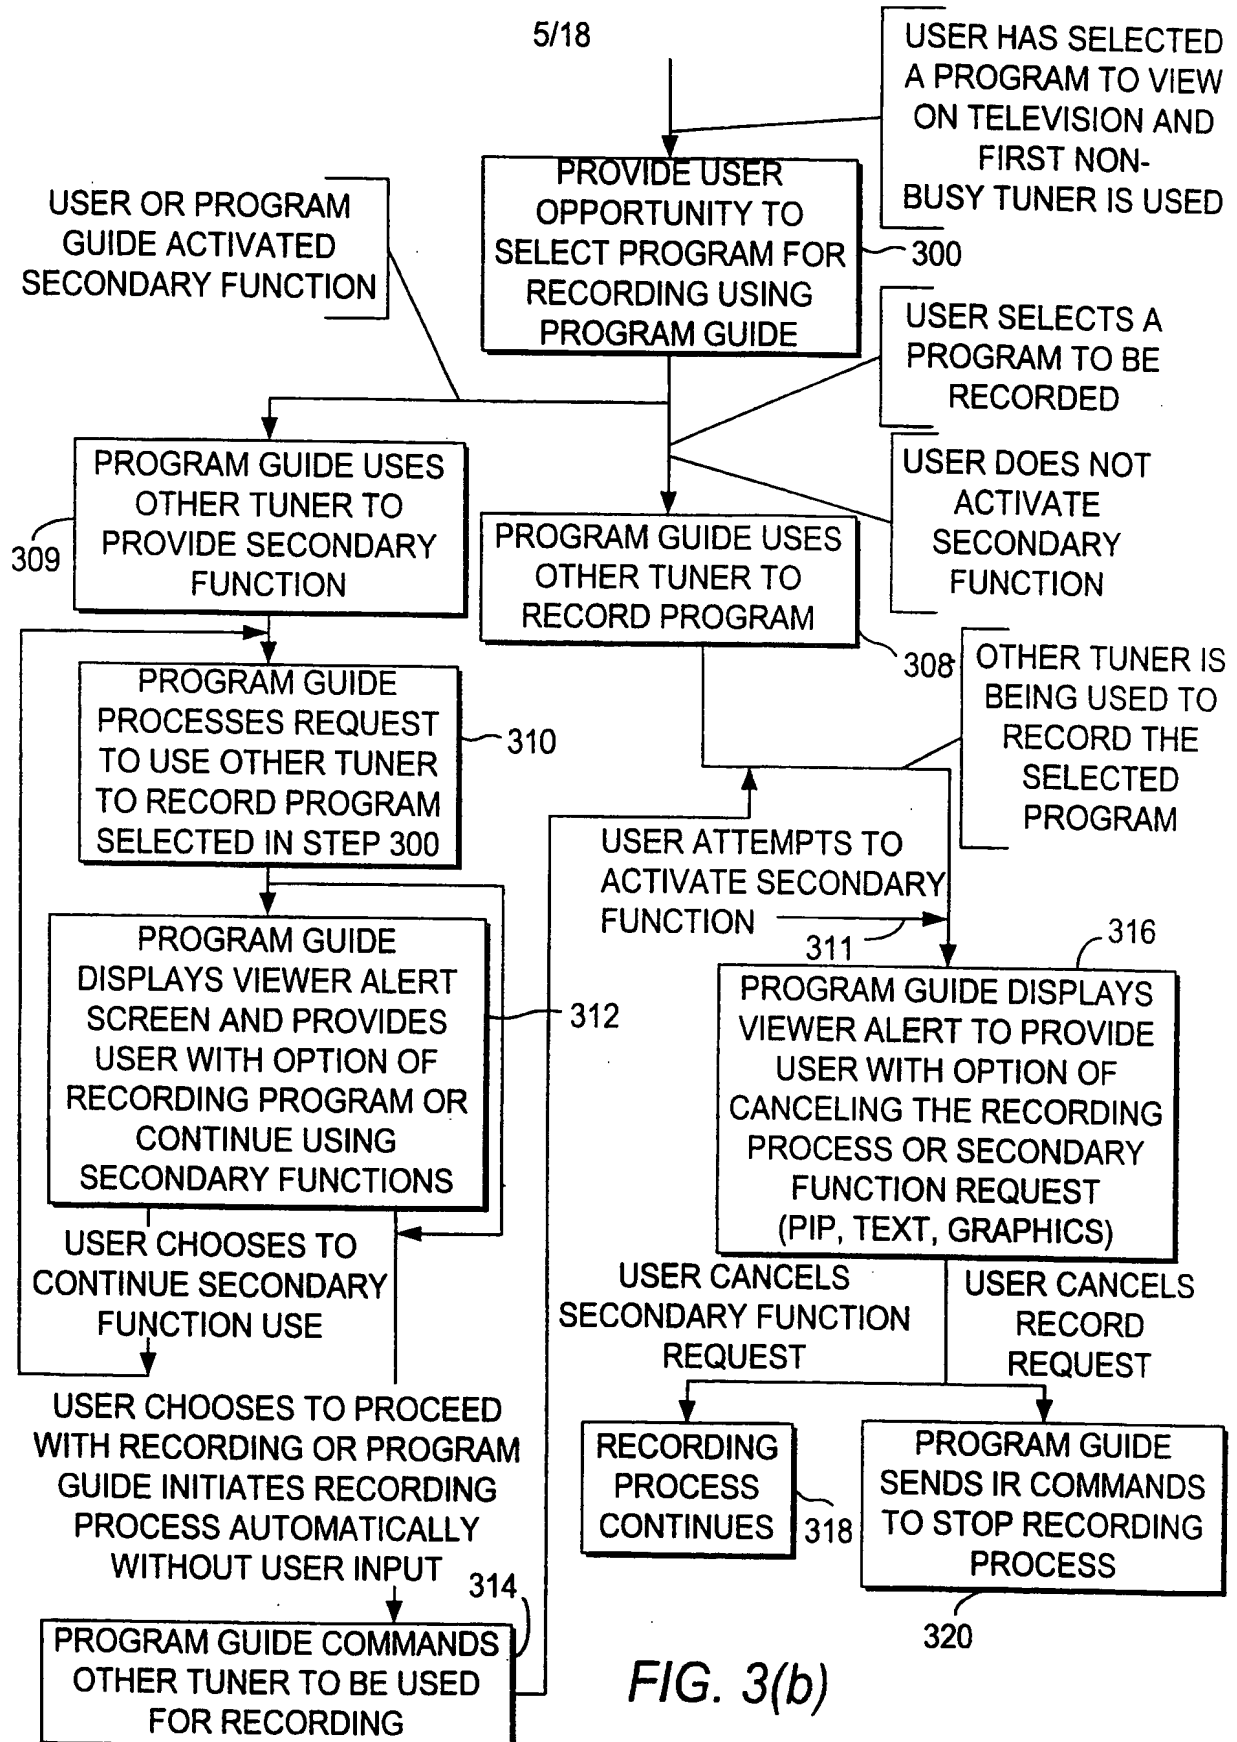 5/18
USER HAS SELECTED
A PROGRAM TO VIEW
ON TELEVISION AND
FIRST NON-
BUSY TUNER IS USED
PROVIDE USER
OPPORTUNITY TO
SELECT PROGRAM FOR
RECORDING USING
PROGRAM GUIDE
300
USER OR PROGRAM
GUIDE ACTIVATED
SECONDARY FUNCTION
USER SELECTS A
PROGRAM TO BE
RECORDED
USER DOES NOT
ACTIVATE
SECONDARY
FUNCTION
PROGRAM GUIDE USES
OTHER TUNER TO
PROVIDE SECONDARY
FUNCTION
309
PROGRAM GUIDE USES
OTHER TUNER TO
RECORD PROGRAM
308
OTHER TUNER IS
BEING USED TO
RECORD THE
SELECTED
PROGRAM
PROGRAM GUIDE
PROCESSES REQUEST
TO USE OTHER TUNER
TO RECORD PROGRAM
SELECTED IN STEP 300
310
USER ATTEMPTS TO
ACTIVATE SECONDARY
FUNCTION
311
PROGRAM GUIDE
DISPLAYS VIEWER ALERT
SCREEN AND PROVIDES
USER WITH OPTION OF
RECORDING PROGRAM OR
CONTINUE USING
SECONDARY FUNCTIONS
312
316
PROGRAM GUIDE DISPLAYS
VIEWER ALERT TO PROVIDE
USER WITH OPTION OF
CANCELING THE RECORDING
PROCESS OR SECONDARY
FUNCTION REQUEST
(PIP, TEXT, GRAPHICS)
USER CHOOSES TO
CONTINUE SECONDARY
FUNCTION USE
USER CANCELS
SECONDARY FUNCTION
REQUEST
USER CANCELS
RECORD
REQUEST
USER CHOOSES TO PROCEED
WITH RECORDING OR PROGRAM
GUIDE INITIATES RECORDING
PROCESS AUTOMATICALLY
WITHOUT USER INPUT
RECORDING
PROCESS
CONTINUES
318
PROGRAM GUIDE
SENDS IR COMMANDS
TO STOP RECORDING
PROCESS
320
314
PROGRAM GUIDE COMMANDS
OTHER TUNER TO BE USED
FOR RECORDING
FIG. 3(b)